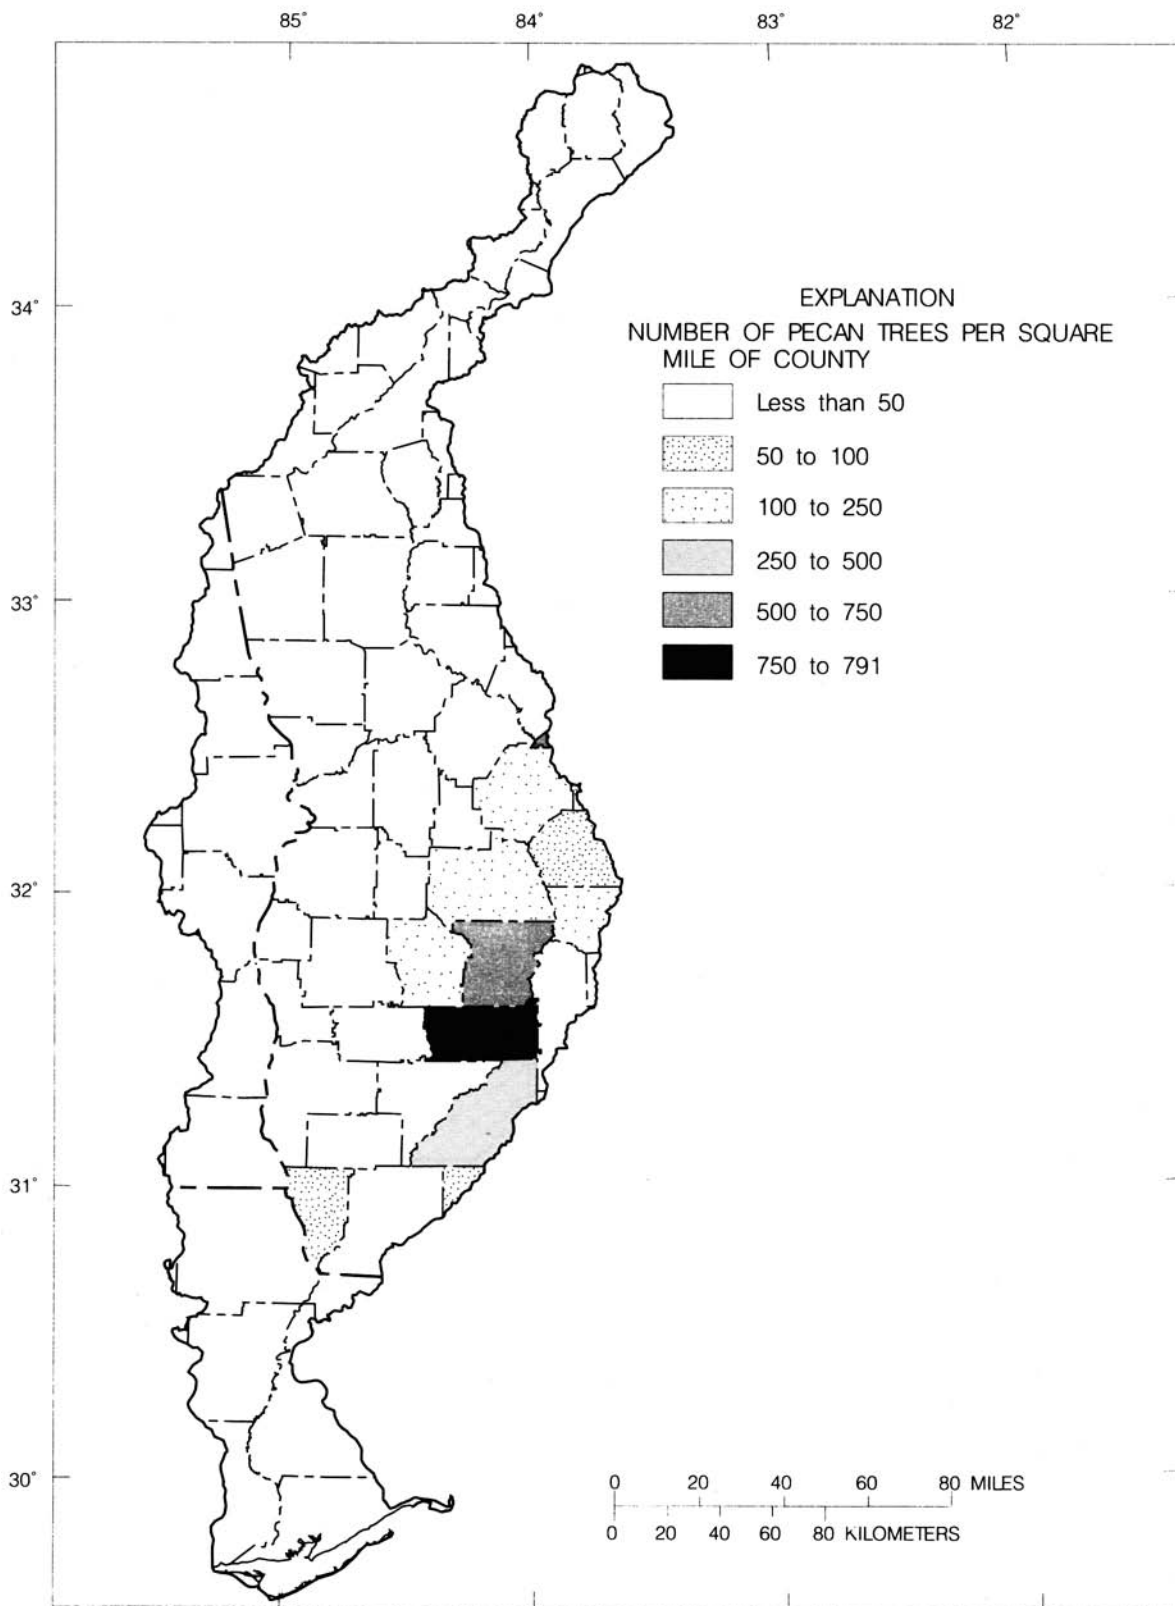 85° 84° 83° 82°
34°
EXPLANATION
NUMBER OF PECAN TREES PER SQUARE
MILE OF COUNTY
Less than 50
50 to 100
100 to 250
250 to 500
500 to 750
750 to 791
33°
32°
31°
30°
0 20 40 60 80 MILES
0 20 40 60 80 KILOMETERS